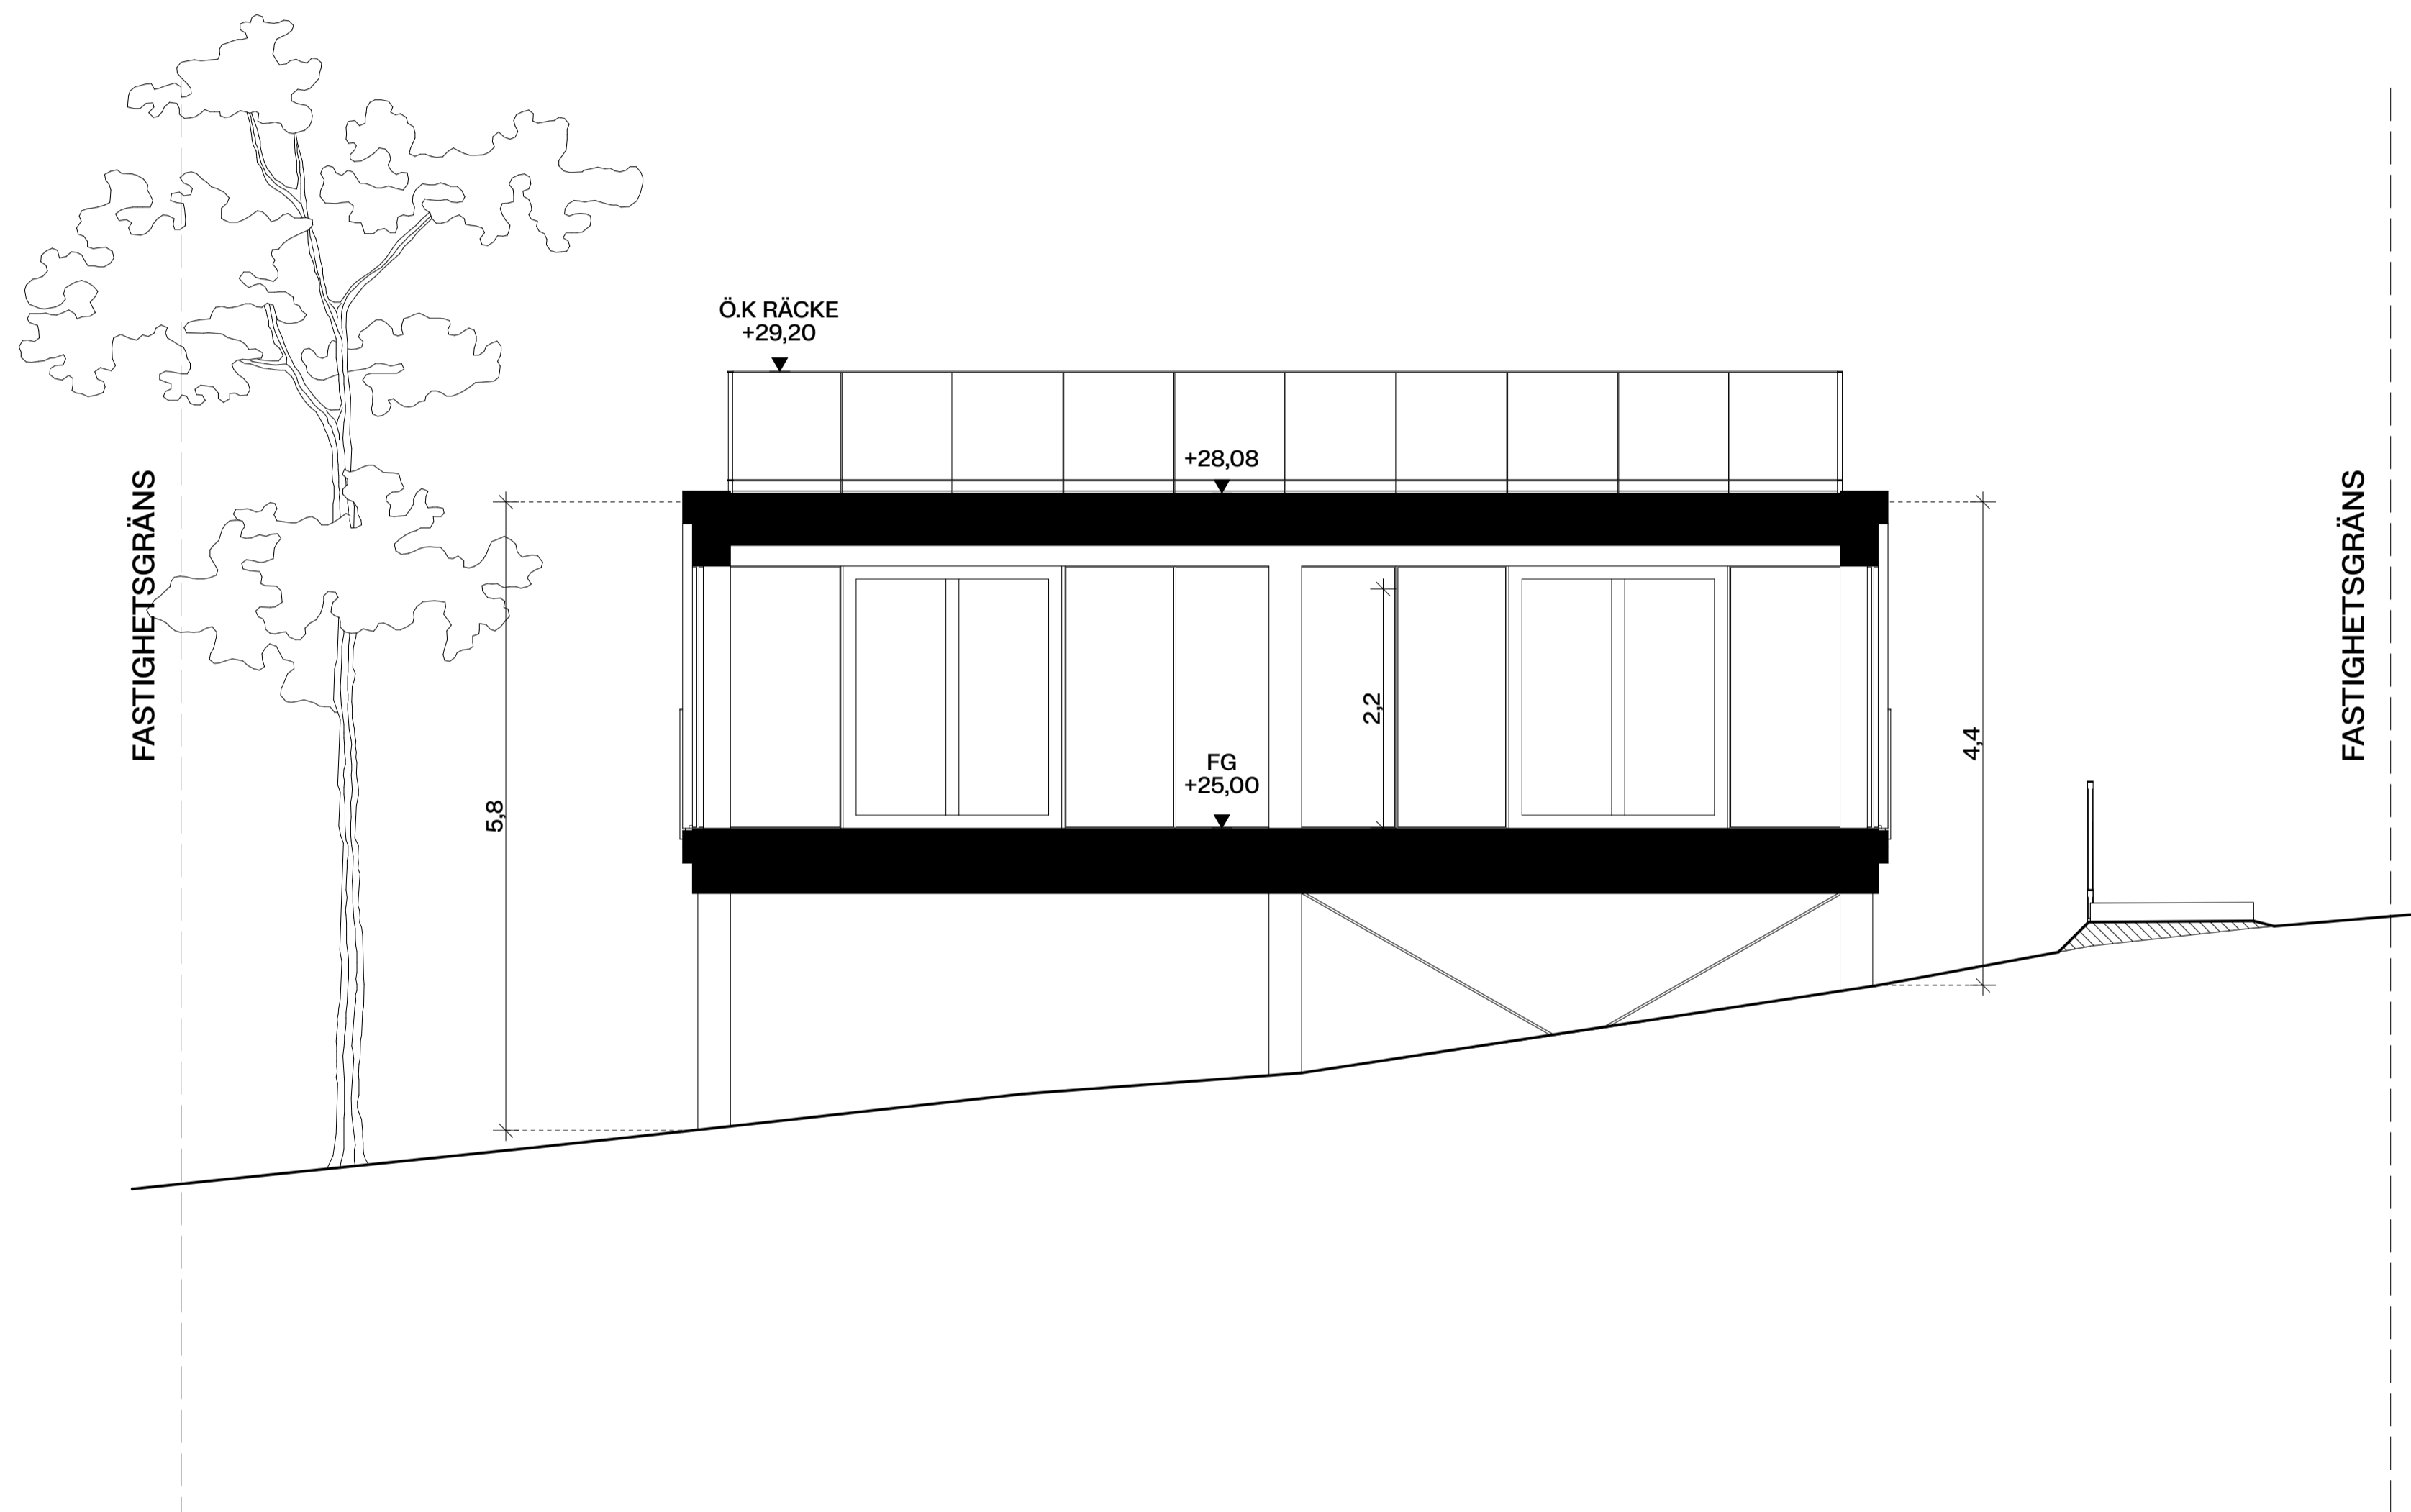 Ö.K RÄCKE
+29,20
+28,08
FASTIGHETSGRÄNS
FASTIGHETSGRÄNS
2,2
4,4
FG
+25,00
5,8